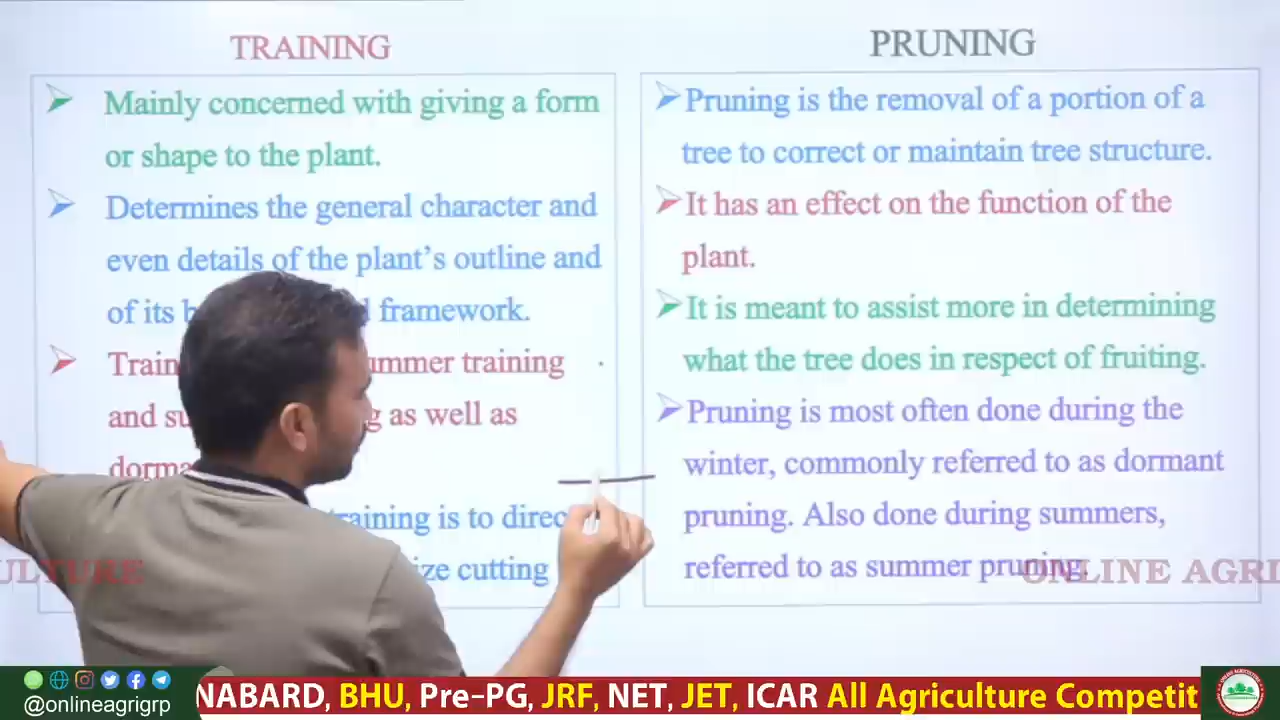 TRAINING
Mainly concerned with giving a form
or shape to the plant.
Determines the general character and
even details of the plant's outline and
of its framework.
ummer training
and as well as
training is to
cutting
PRUNING
Pruning is the removal of a portion of a
tree to correct or maintain tree structure.
It has an effect on the function of the
plant.
It is meant to assist more in determining
what the tree does in respect of fruiting.
Pruning is most often done during the
winter, commonly referred to as dormant
pruning. Also done during summers,
referred to as summer pruning.
ULTURE
ONLINE AGRI
@onlineagrigrp
NABARD, BHU, Pre-PG, JRF, NET, JET, ICAR All Agriculture Competit